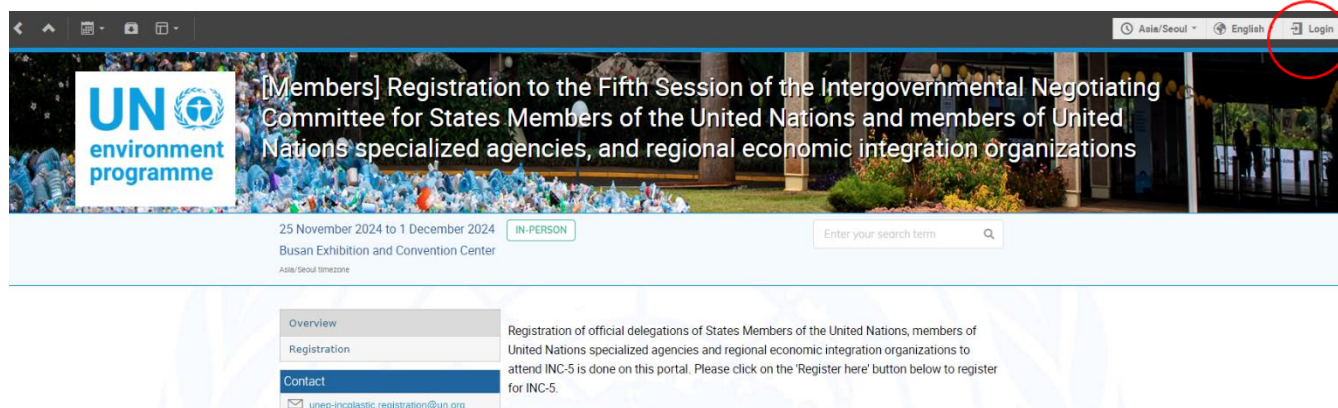 Asia/Seoul
English
Login
[Members] Registration to the Fifth Session of the Intergovernmental Negotiating
Committee for States Members of the United Nations and members of United
Nations specialized agencies, and regional economic integration organizations
UN
environment
programme
25 November 2024 to 1 December 2024
IN-PERSON
Busan Exhibition and Convention Center
Asia/Seoul timezone
Enter your search term
Overview
Registration
Contact
unep-incplastic.registration@un.org
Registration of official delegations of States Members of the United Nations, members of
United Nations specialized agencies and regional economic integration organizations to
attend INC-5 is done on this portal. Please click on the 'Register here' button below to register
for INC-5.